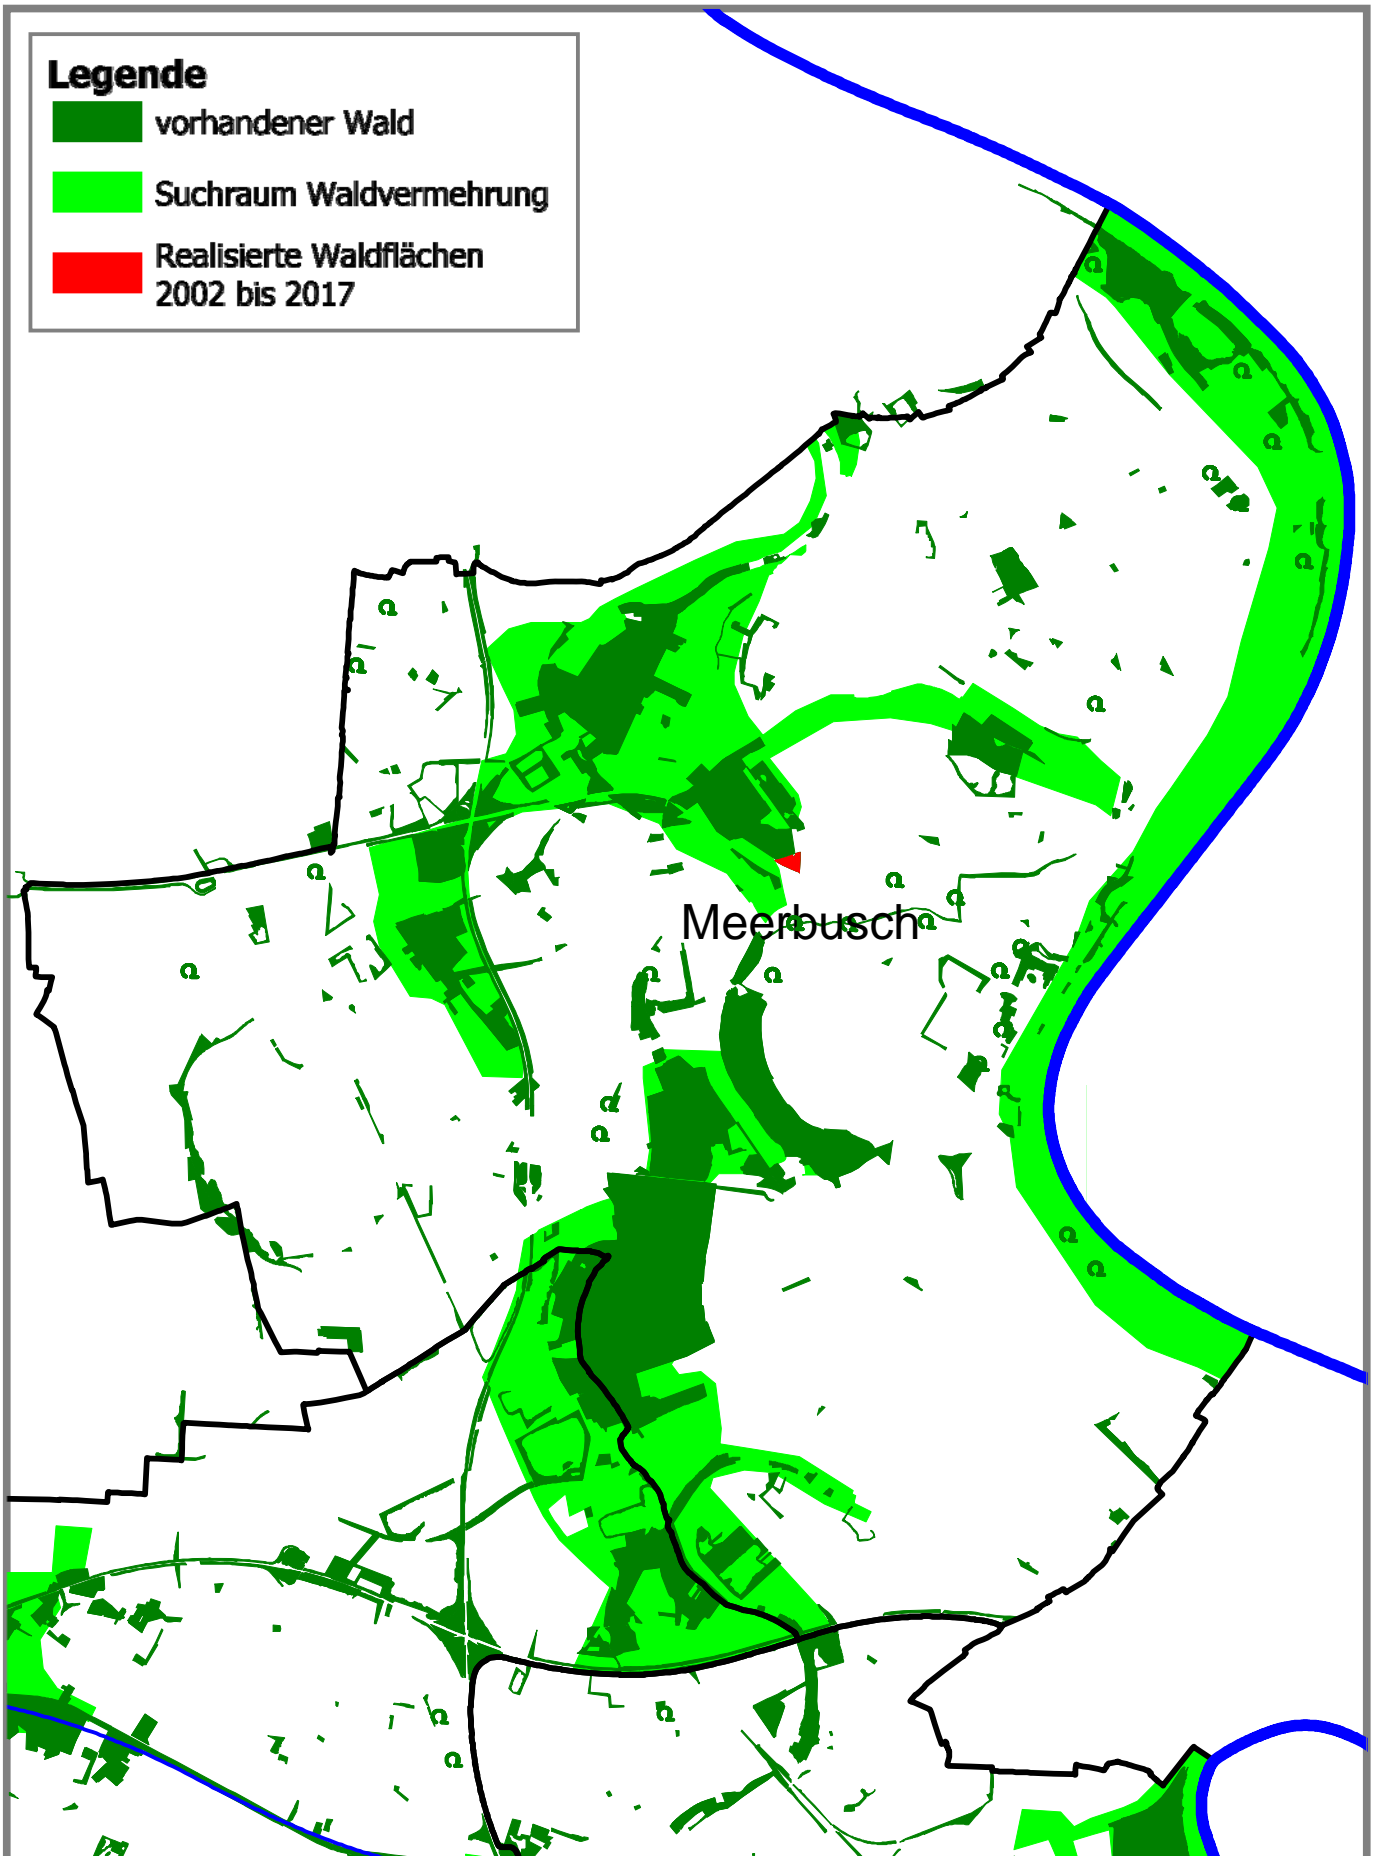 Legende
vorhandener Wald
Suchraum Waldvermehrung
Realisierte Waldflächen
2002 bis 2017
Meerbusch